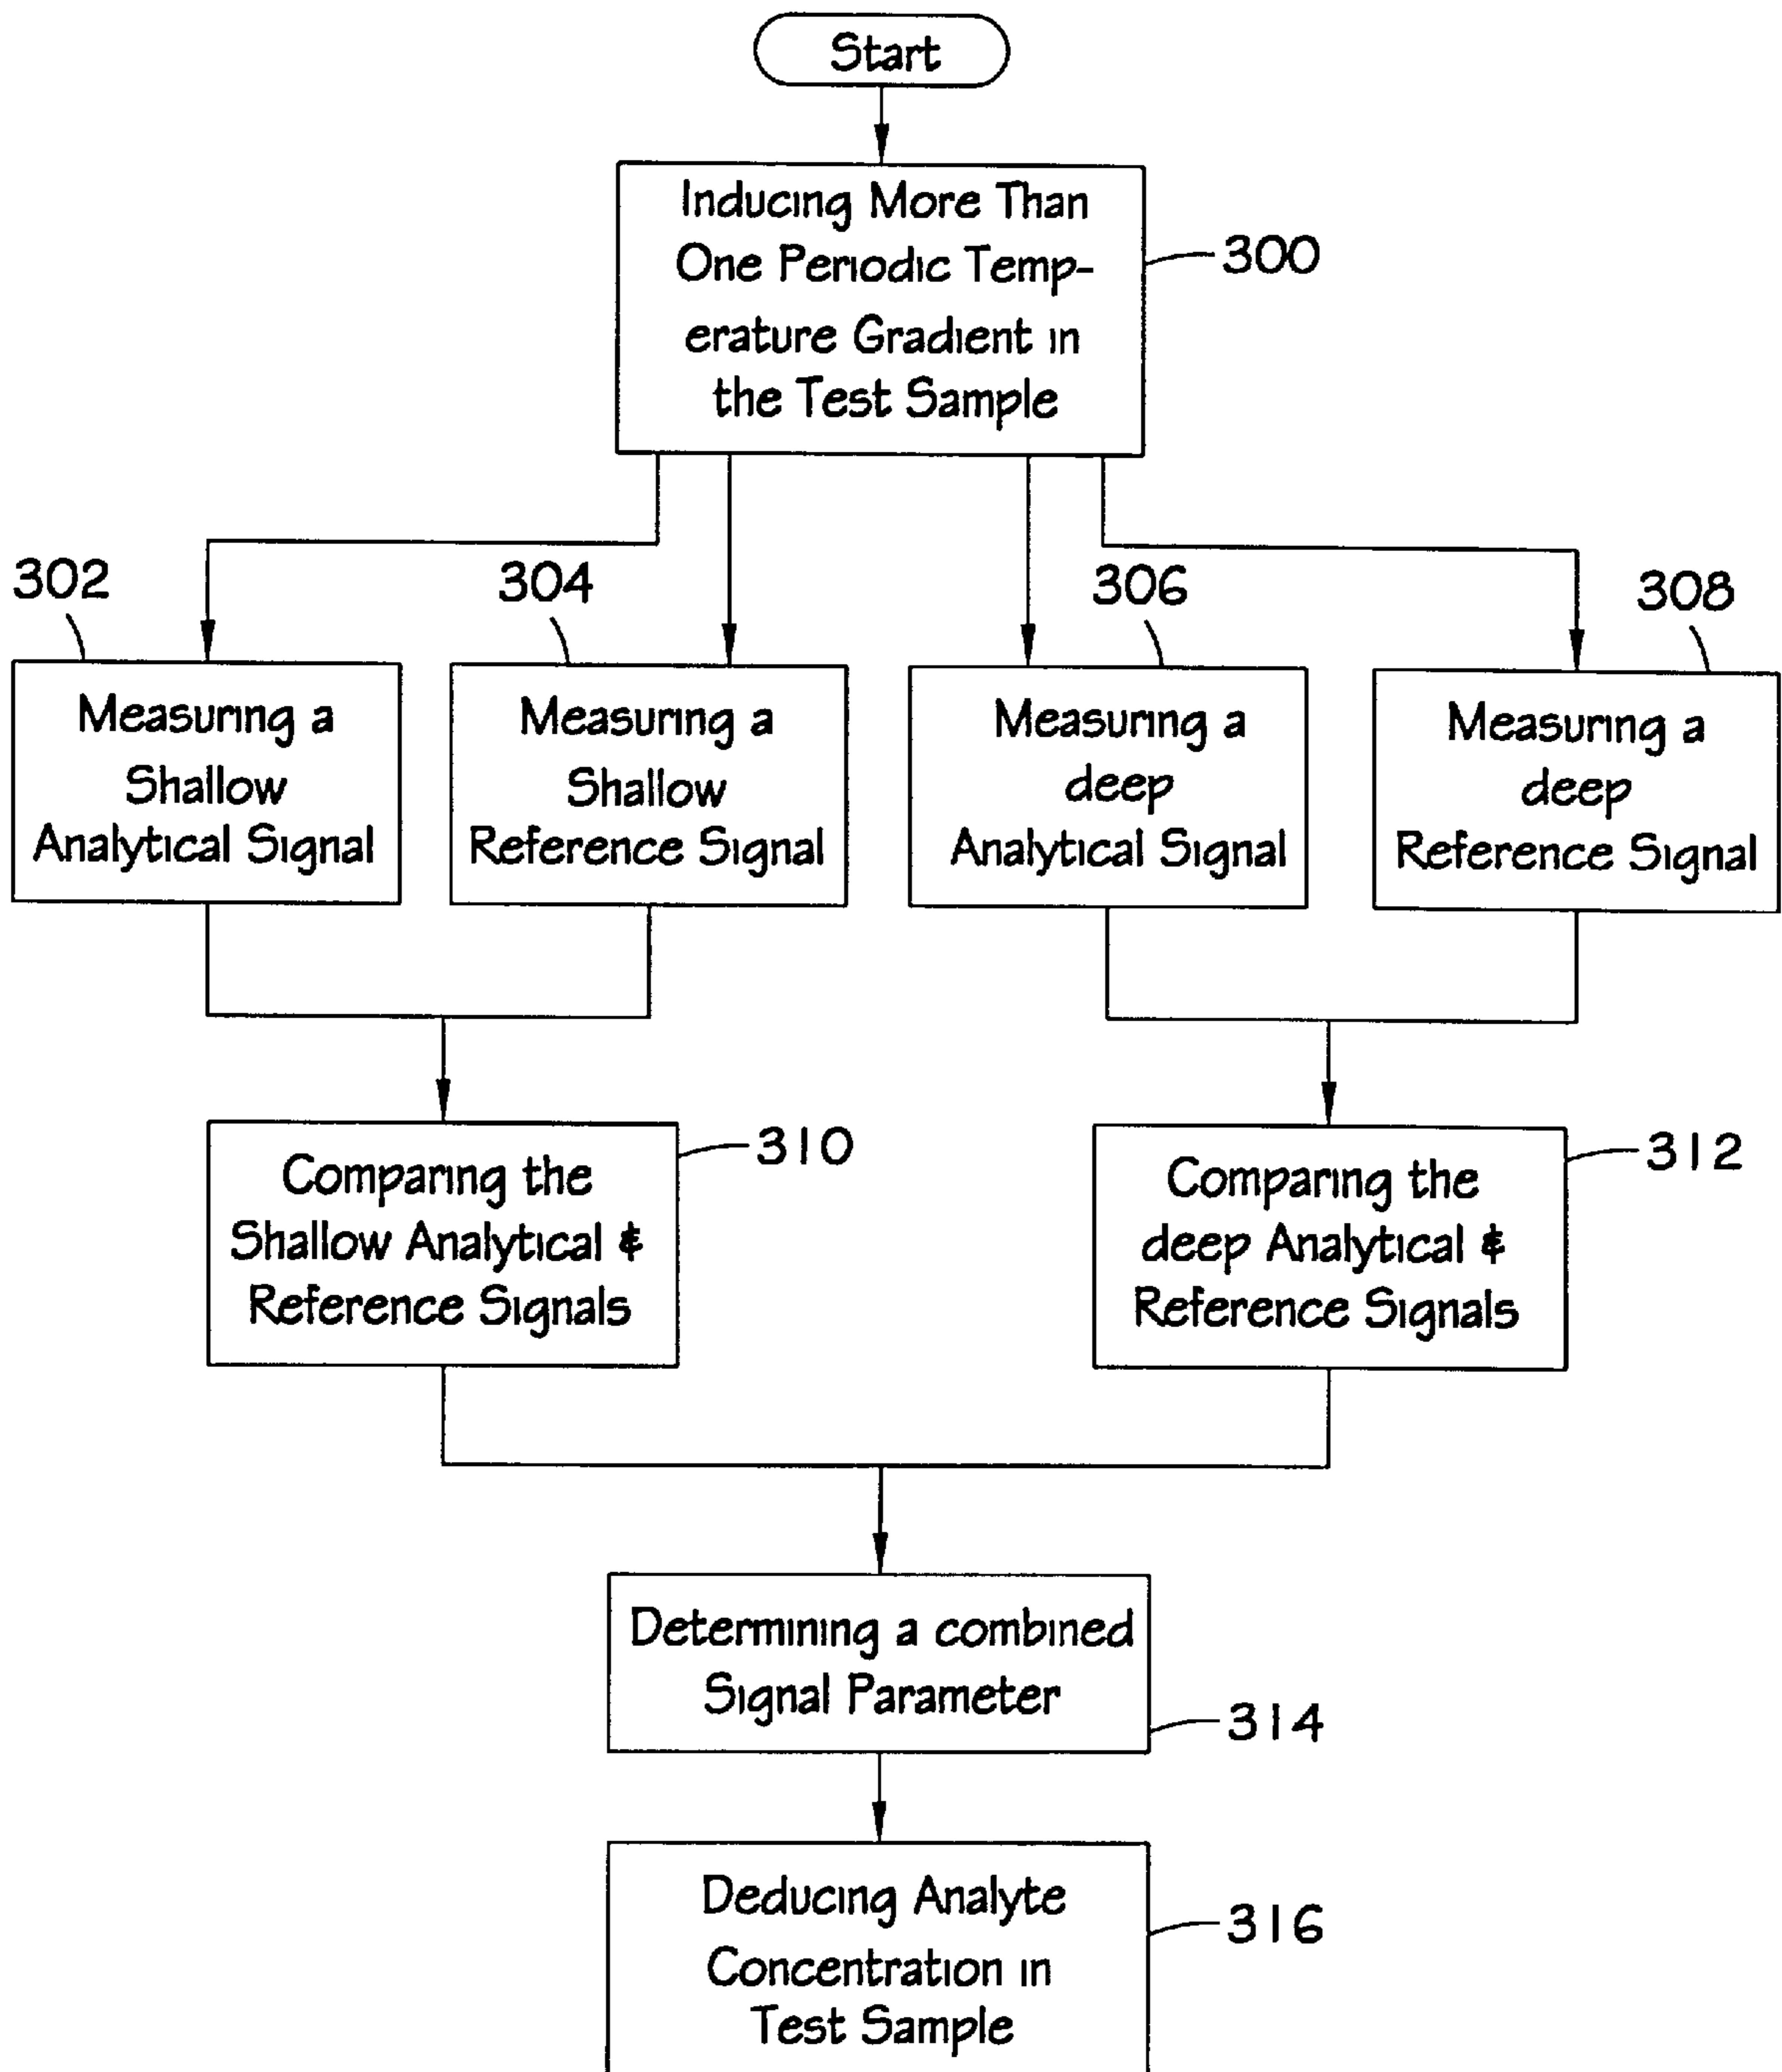 Start
Inducing More Than
One Periodic Temp-
erature Gradient in
the Test Sample
300
302
304
306
308
Measuring a
Shallow
Analytical Signal
Measuring a
Shallow
Reference Signal
Measuring a
deep
Analytical Signal
Measuring a
deep
Reference Signal
310
Comparing the
Shallow Analytical &
Reference Signals
312
Comparing the
deep Analytical &
Reference Signals
Determining a combined
Signal Parameter
314
Deducing Analyte
Concentration in
Test Sample
316